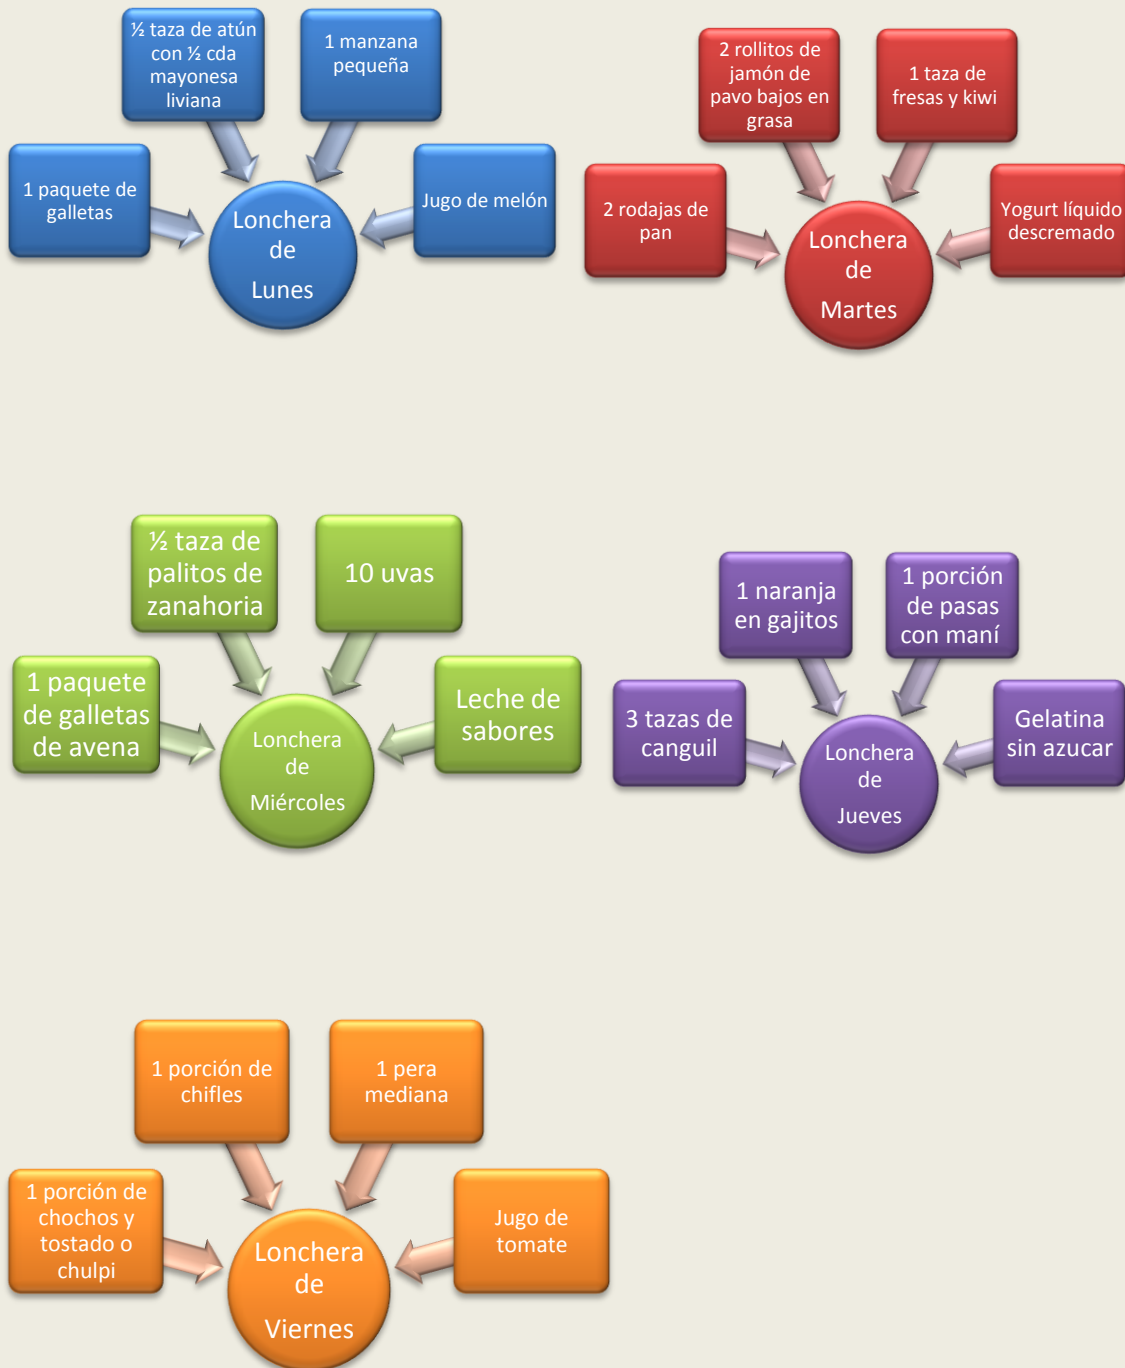 ½ taza de atún
con ½ cda
mayonesa
liviana
1 manzana
pequeña
1 paquete de
galletas
Jugo de melón
Lonchera
de
Lunes
2 rollitos de
jamón de
pavo bajos en
grasa
1 taza de
fresas y kiwi
2 rodajas de
pan
Yogurt líquido
descremado
Lonchera
de
Martes
½ taza de
palitos de
zanahoria
10 uvas
1 paquete
de galletas
de avena
Leche de
sabores
Lonchera
de
Miércoles
1 naranja
en gajitos
1 porción
de pasas
con maní
3 tazas de
canguil
Gelatina
sin azucar
Lonchera
de
Jueves
1 porción de
chifles
1 pera
mediana
1 porción de
chochos y
tostado o
chulpi
Jugo de
tomate
Lonchera
de
Viernes